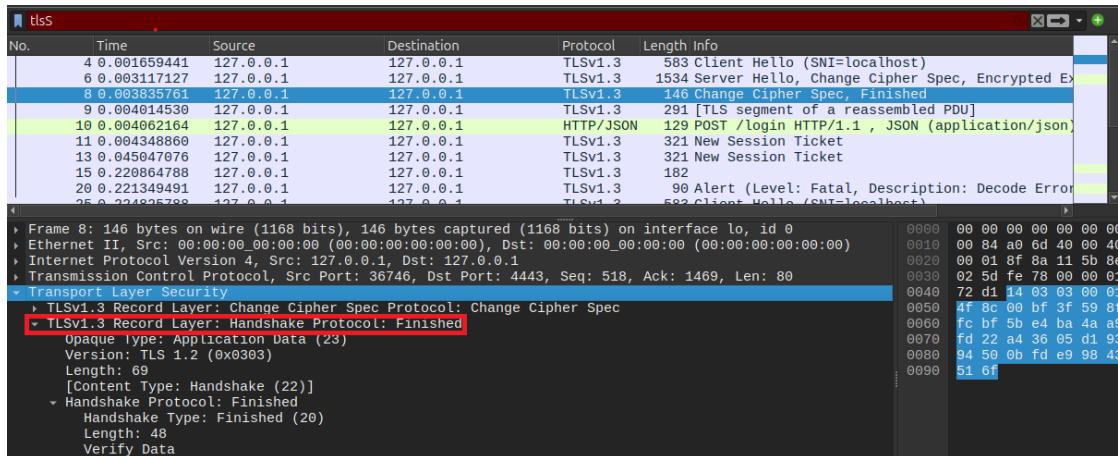 tlsS
No. Time Source Destination Protocol Length Info
4 0.001659441 127.0.0.1 127.0.0.1 TLSv1.3 583 Client Hello (SNI=localhost)
6 0.003117127 127.0.0.1 127.0.0.1 TLSv1.3 1534 Server Hello, Change Cipher Spec, Encrypted Ex
8 0.003835761 127.0.0.1 127.0.0.1 TLSv1.3 146 Change Cipher Spec, Finished
9 0.004014530 127.0.0.1 127.0.0.1 TLSv1.3 291 [TLS segment of a reassembled PDU]
10 0.004062164 127.0.0.1 127.0.0.1 HTTP/JSON 129 POST /login HTTP/1.1 , JSON (application/json)
11 0.004348860 127.0.0.1 127.0.0.1 TLSv1.3 321 New Session Ticket
13 0.045047076 127.0.0.1 127.0.0.1 TLSv1.3 321 New Session Ticket
15 0.220864788 127.0.0.1 127.0.0.1 TLSv1.3 182
20 0.221349491 127.0.0.1 127.0.0.1 TLSv1.3 90 Alert (Level: Fatal, Description: Decode Error
25 0.224825788 127.0.0.1 127.0.0.1 TLSv1.3 583 Client Hello (SNI=localhost)
Frame 8: 146 bytes on wire (1168 bits), 146 bytes captured (1168 bits) on interface lo, id 0
Ethernet II, Src: 00:00:00_00:00:00 (00:00:00:00:00:00), Dst: 00:00:00_00:00:00 (00:00:00:00:00:00)
Internet Protocol Version 4, Src: 127.0.0.1, Dst: 127.0.0.1
Transmission Control Protocol, Src Port: 36746, Dst Port: 4443, Seq: 518, Ack: 1469, Len: 80
Transport Layer Security
TLSv1.3 Record Layer: Change Cipher Spec Protocol: Change Cipher Spec
TLSv1.3 Record Layer: Handshake Protocol: Finished
Opaque Type: Application Data (23)
Version: TLS 1.2 (0x0303)
Length: 69
[Content Type: Handshake (22)]
Handshake Protocol: Finished
Handshake Type: Finished (20)
Length: 48
Verify Data
0000 00 00 00 00 00 00 00
0010 00 84 a0 6d 40 00 40
0020 00 01 8f 8a 11 5b 8e
0030 02 5d fe 78 00 00 01
0040 72 d1 14 03 03 00 01
0050 4f 8c 00 bf 3f 59 8f
0060 fc bf 5b e4 ba 4a a9
0070 fd 22 a4 36 05 d1 93
0080 94 50 0b fd e9 98 43
0090 51 6f